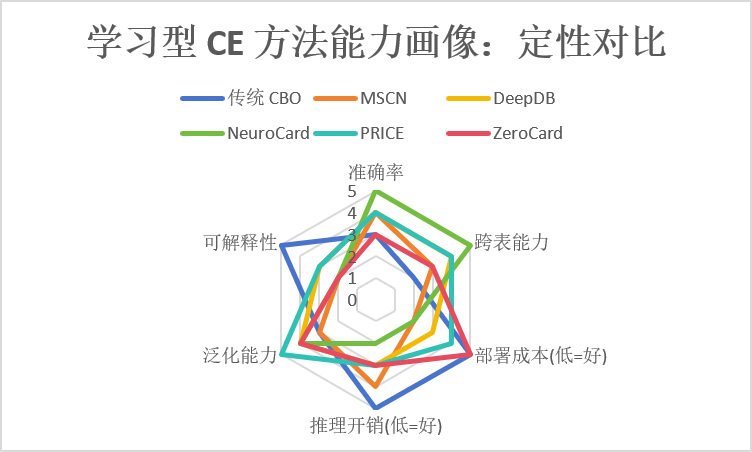 学习型 CE 方法能力画像：定性对比
传统 CBO MSCN DeepDB
NeuroCard PRICE ZeroCard
准确率
5
4
3
2
1
0
可解释性 跨表能力
泛化能力 部署成本(低=好)
推理开销(低=好)